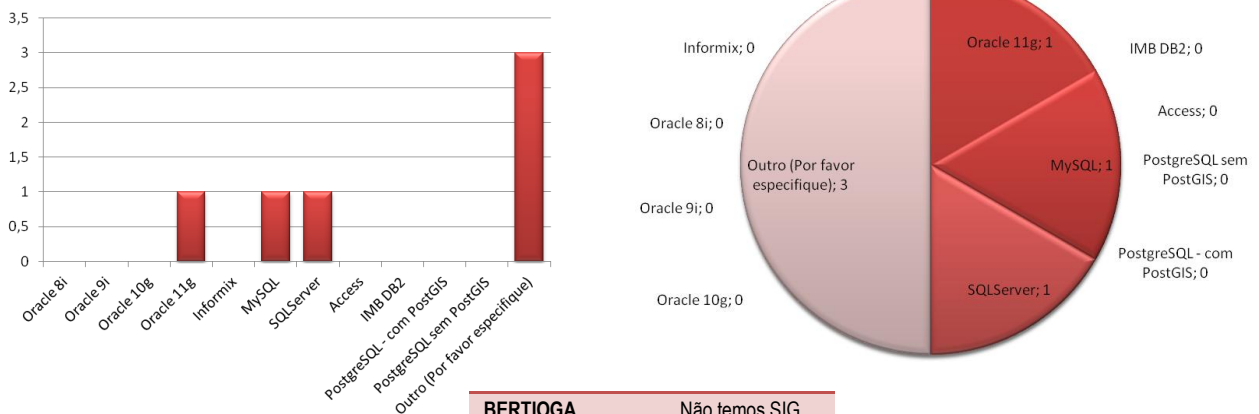 3,5
3
2,5
2
1,5
1
0,5
0
Oracle 8i
Oracle 9i
Oracle 10g
Oracle 11g
Informix
MySQL
SQLServer
Access
IMB DB2
PostgreSQL - com PostGIS
PostgreSQL sem PostGIS
Outro (Por favor especifique)
Informix; 0
Oracle 8i; 0
Oracle 9i; 0
Oracle 10g; 0
Outro (Por favor
especifique); 3
Oracle 11g; 1
MySQL; 1
SQLServer; 1
IMB DB2; 0
Access; 0
PostgreSQL sem
PostGIS; 0
PostgreSQL - com
PostGIS; 0
BERTIOGA Não temos SIG